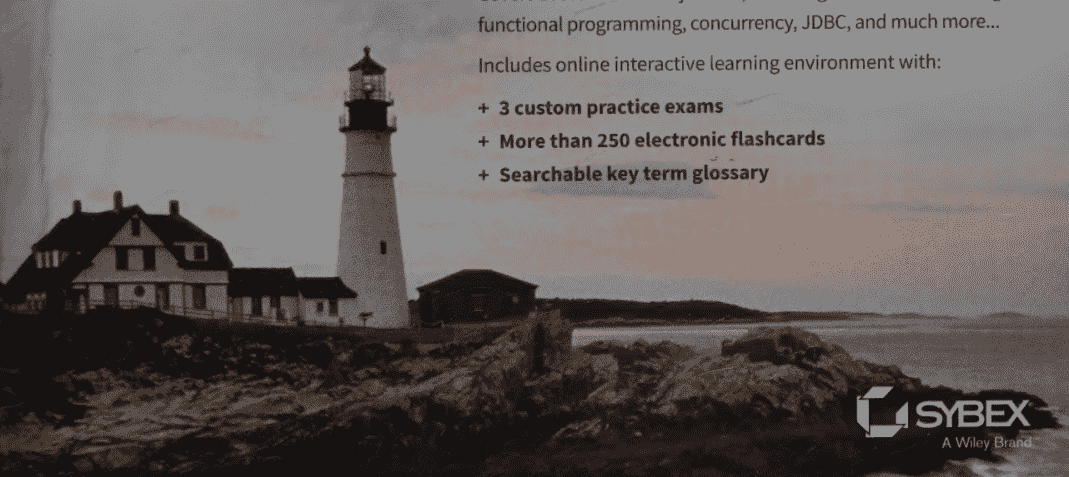 functional programming, concurrency, JDBC, and much more...
Includes online interactive learning environment with:
+ 3 custom practice exams
+ More than 250 electronic flashcards
+ Searchable key term glossary
SYBEX
A Wiley Brand